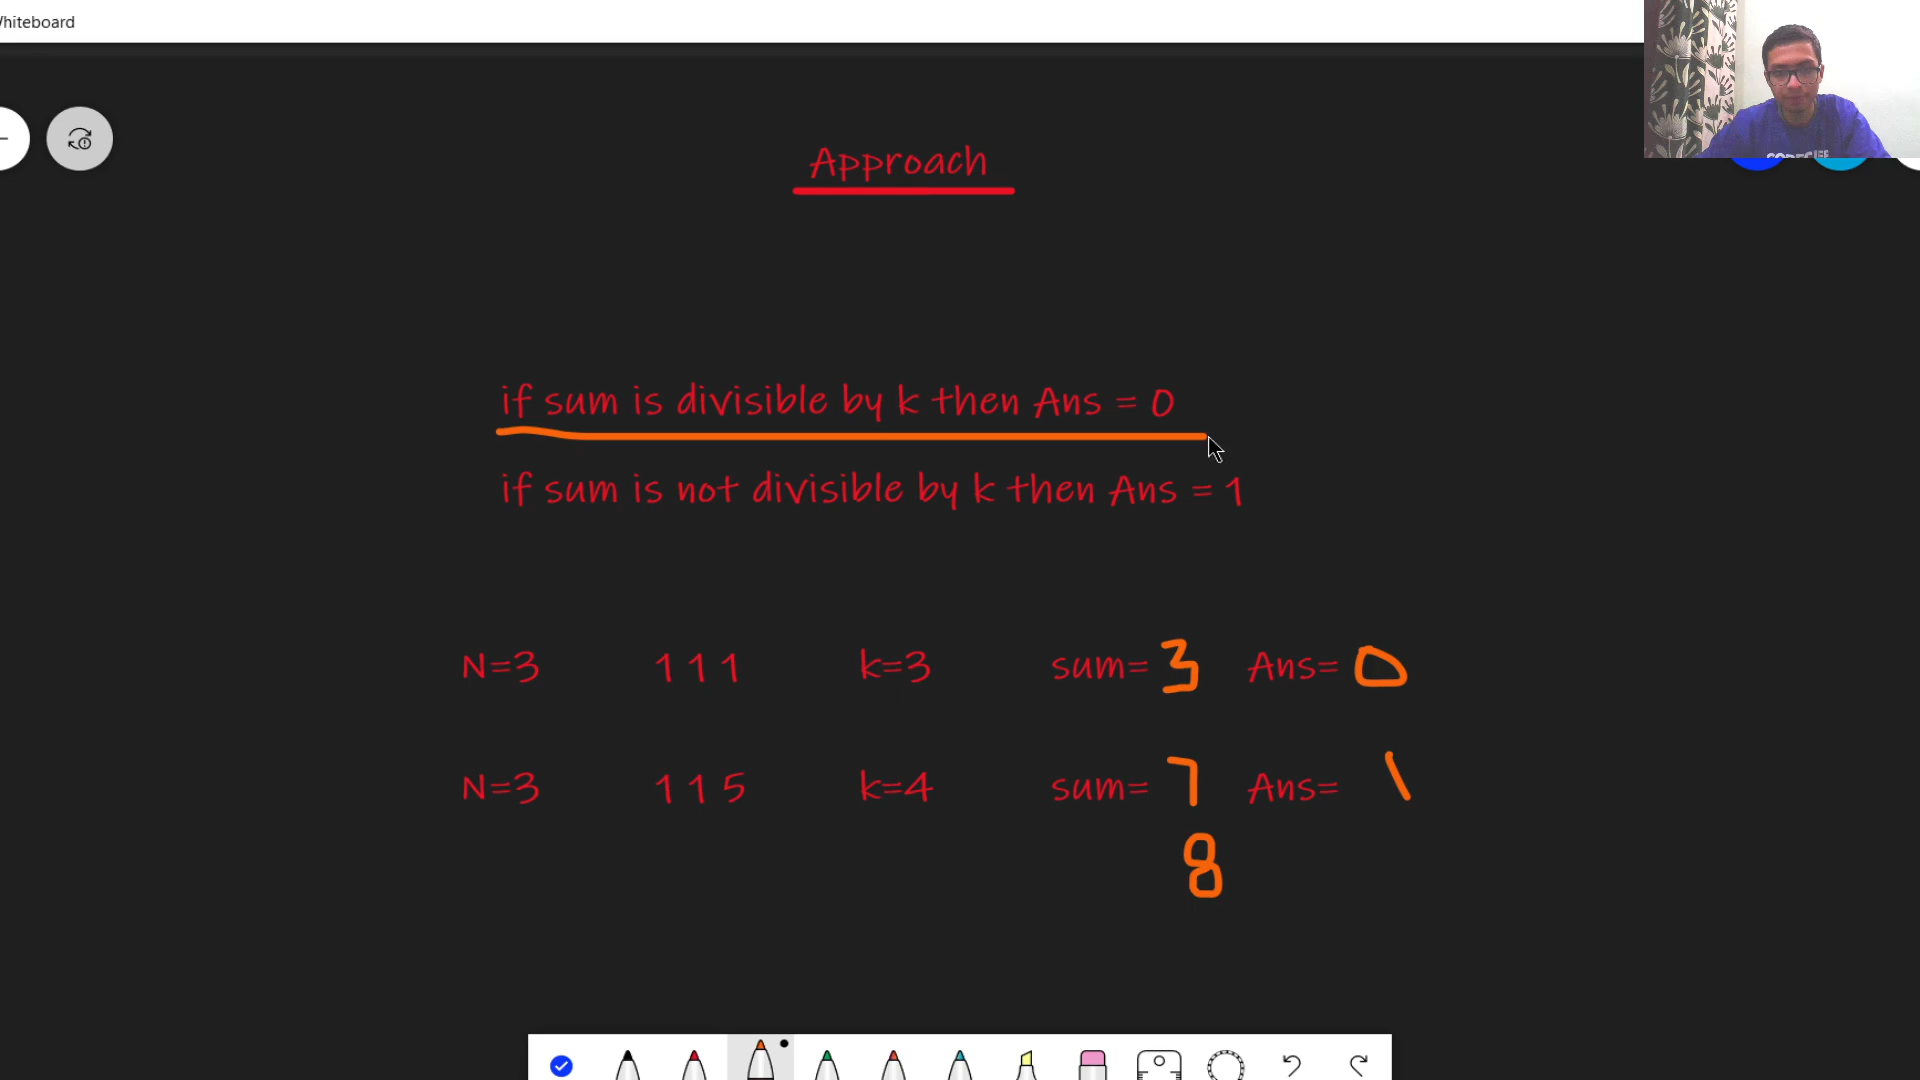 Whiteboard
Approach
if sum is divisible by k then Ans = 0
if sum is not divisible by k then Ans = 1
N=3 1 1 1 k=3 sum= 3 Ans= 0
N=3 1 1 5 k=4 sum= 7 Ans= 1
8